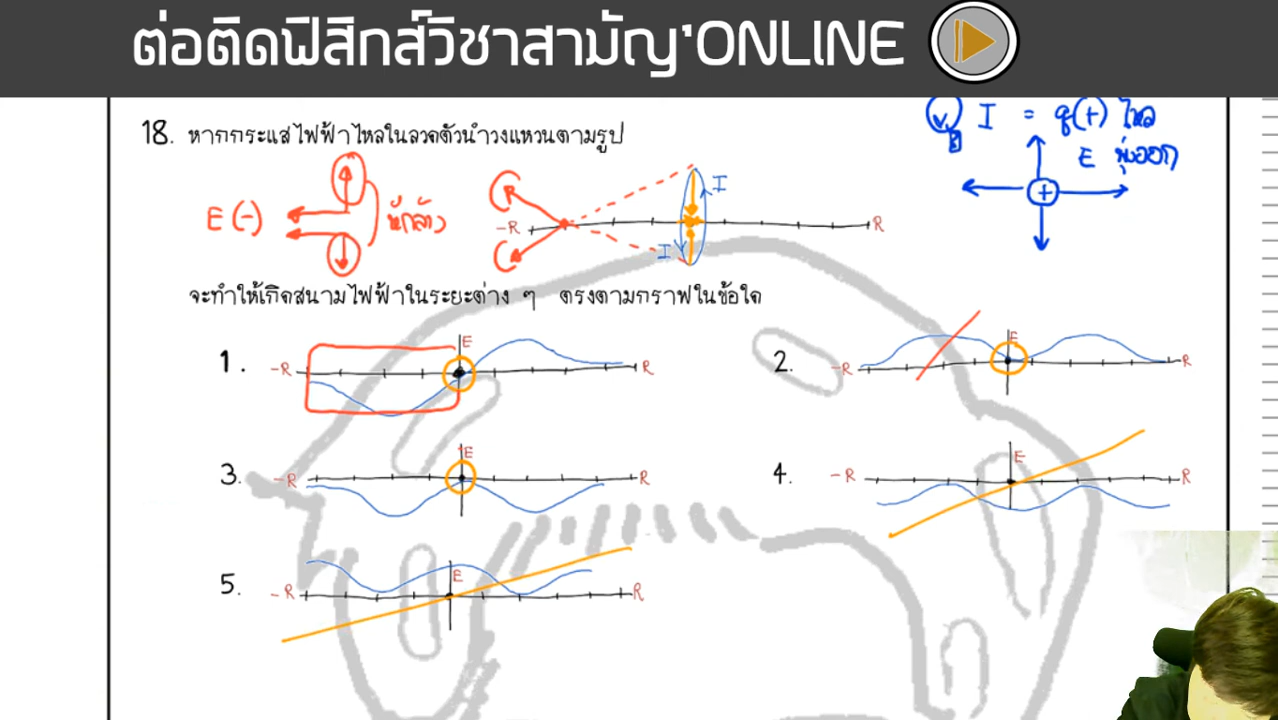 ต่อติดฟิสิกส์วิชาสามัญ'ONLINE
18. หากกระแสไฟฟ้าไหลในลวดตัวนำวงแหวนตามรูป
I = q(+) ไหล
E พุ่งออก
+
E (-) หักล้าง
-R I I R
จะทำให้เกิดสนามไฟฟ้าในระยะต่าง ๆ ตรงตามกราฟในข้อใด
1. -R E R
2. -R E R
3. -R E R
4. -R E R
5. -R E R